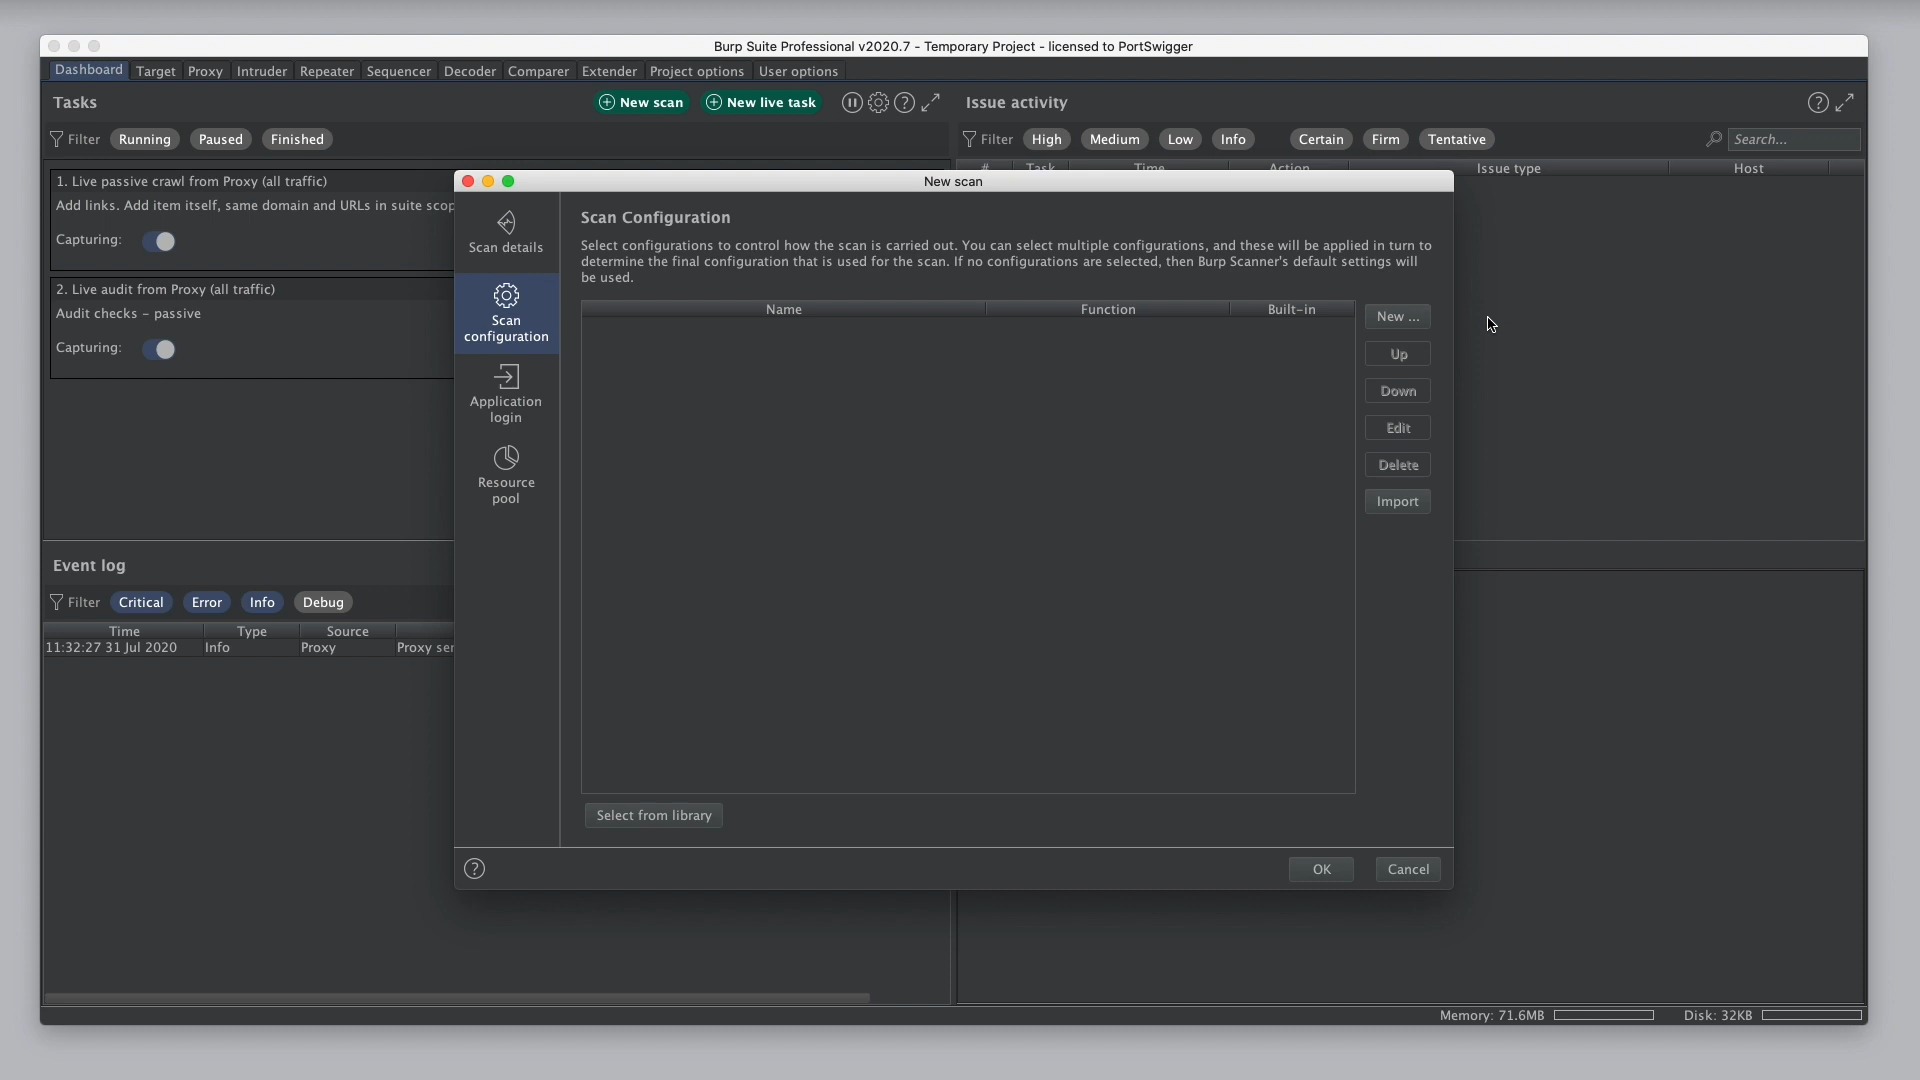 Burp Suite Professional v2020.7 - Temporary Project - licensed to PortSwigger
Dashboard Target Proxy Intruder Repeater Sequencer Decoder Comparer Extender Project options User options
Tasks New scan New live task ?
Filter Running Paused Finished
1. Live passive crawl from Proxy (all traffic)
Add links. Add item itself, same domain and URLs in suite scop
Capturing:
2. Live audit from Proxy (all traffic)
Audit checks - passive
Capturing:
Issue activity ?
Filter High Medium Low Info Certain Firm Tentative Search...
# Task Time Action Issue type Host
New scan
Scan details
Scan
configuration
Application
login
Resource
pool
Scan Configuration
Select configurations to control how the scan is carried out. You can select multiple configurations, and these will be applied in turn to
determine the final configuration that is used for the scan. If no configurations are selected, then Burp Scanner's default settings will
be used.
Name Function Built-in
New ...
Up
Down
Edit
Delete
Import
Select from library
? OK Cancel
Event log
Filter Critical Error Info Debug
Time Type Source
11:32:27 31 Jul 2020 Info Proxy Proxy ser
Memory: 71.6MB Disk: 32KB